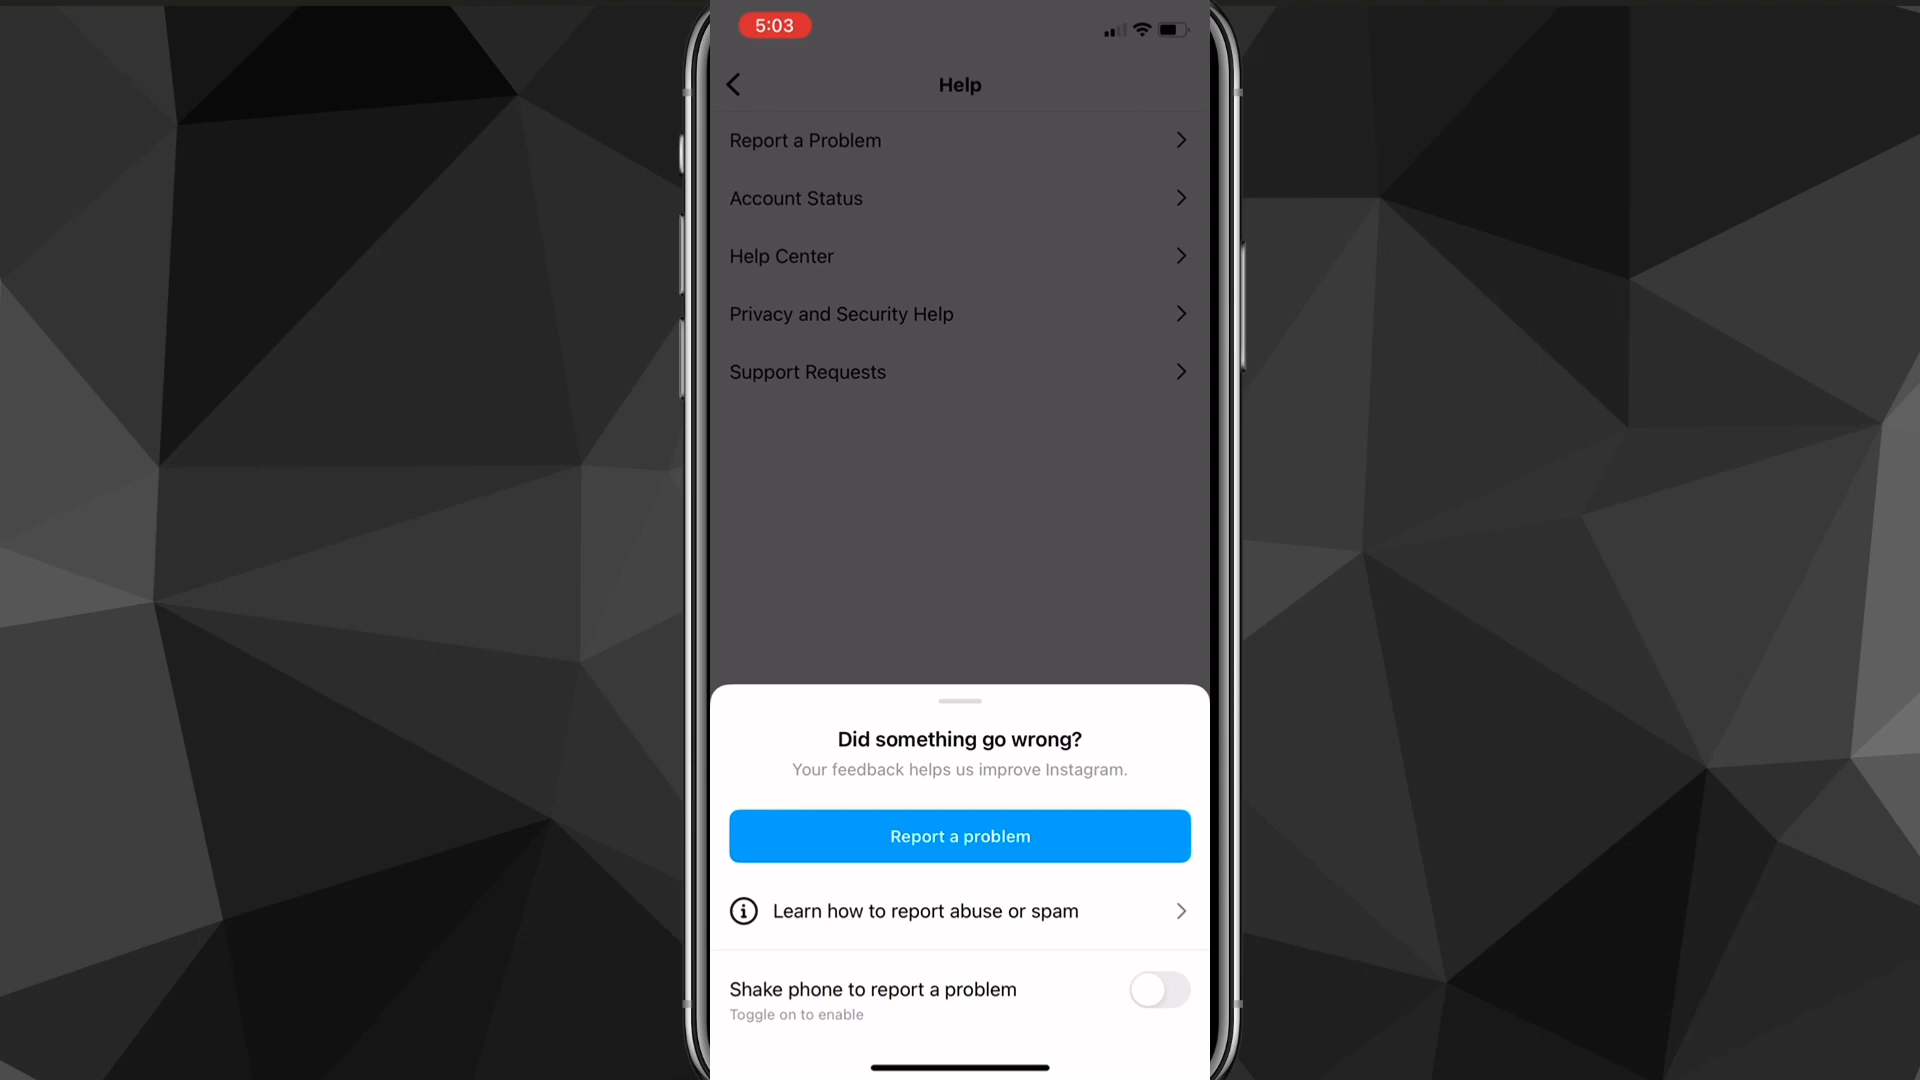 5:03
Help
Report a Problem
Account Status
Help Center
Privacy and Security Help
Support Requests
Did something go wrong?
Your feedback helps us improve Instagram.
Report a problem
Learn how to report abuse or spam
Shake phone to report a problem
Toggle on to enable